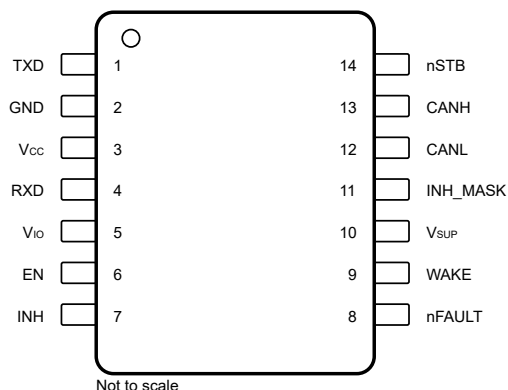 TXD 1 14 nSTB
GND 2 13 CANH
VCC 3 12 CANL
RXD 4 11 INH_MASK
VIO 5 10 VSUP
EN 6 9 WAKE
INH 7 8 nFAULT
Not to scale